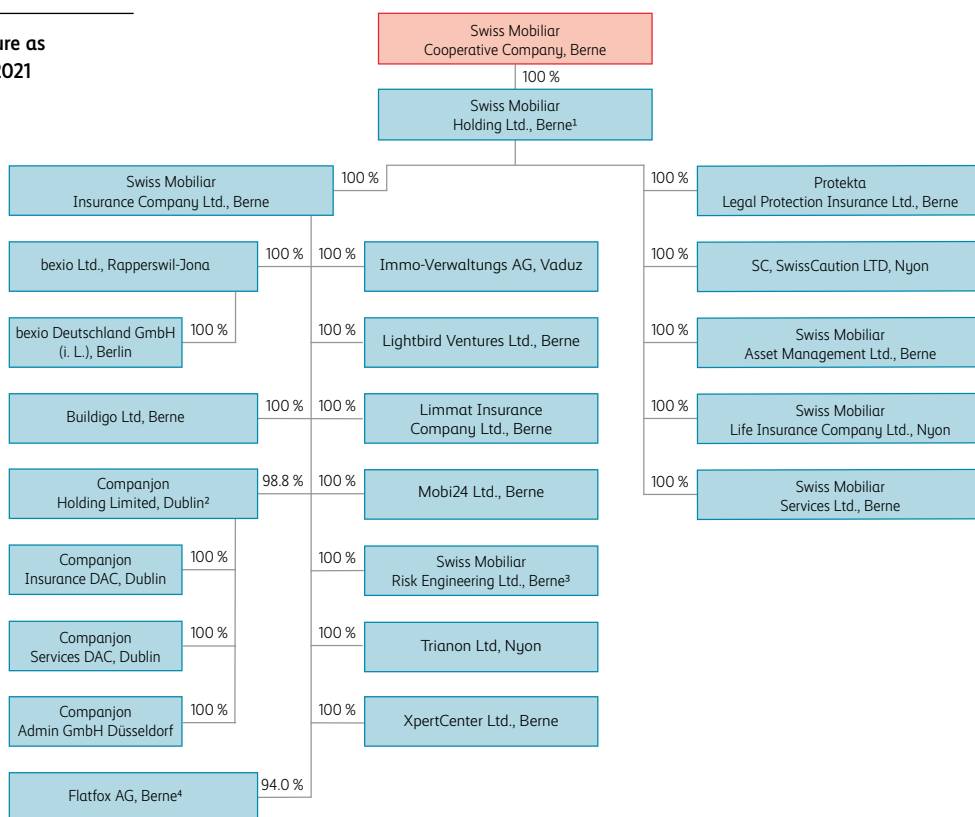 ure as
2021
Swiss Mobiliar
Cooperative Company, Berne
100 %
Swiss Mobiliar
Holding Ltd., Berne¹
Swiss Mobiliar
Insurance Company Ltd., Berne
100 %
100 %
Protekta
Legal Protection Insurance Ltd., Berne
bexio Ltd., Rapperswil-Jona
100 %
100 %
Immo-Verwaltungs AG, Vaduz
100 %
SC, SwissCaution LTD, Nyon
bexio Deutschland GmbH
(i. L.), Berlin
100 %
100 %
Lightbird Ventures Ltd., Berne
100 %
Swiss Mobiliar
Asset Management Ltd., Berne
Buildigo Ltd, Berne
100 %
100 %
Limmat Insurance
Company Ltd., Berne
100 %
Swiss Mobiliar
Life Insurance Company Ltd., Nyon
Companjon
Holding Limited, Dublin²
98.8 %
100 %
Mobi24 Ltd., Berne
100 %
Swiss Mobiliar
Services Ltd., Berne
Companjon
Insurance DAC, Dublin
100 %
100 %
Swiss Mobiliar
Risk Engineering Ltd., Berne³
Companjon
Services DAC, Dublin
100 %
100 %
Trianon Ltd, Nyon
Companjon
Admin GmbH Düsseldorf
100 %
100 %
XpertCenter Ltd., Berne
Flatfox AG, Berne⁴
94.0 %